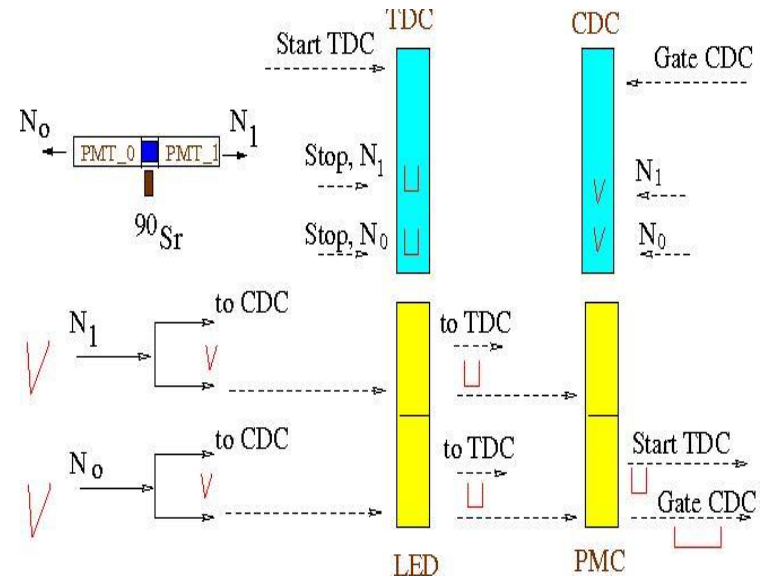 TDC
CDC
Start TDC
Gate CDC
N₀
N₁
PMT_0
PMT_1
Stop, N₁
N₁
⁹⁰Sr
Stop, N₀
N₀
to CDC
N₁
to TDC
to CDC
to TDC
Start TDC
N₀
Gate CDC
LED
PMC